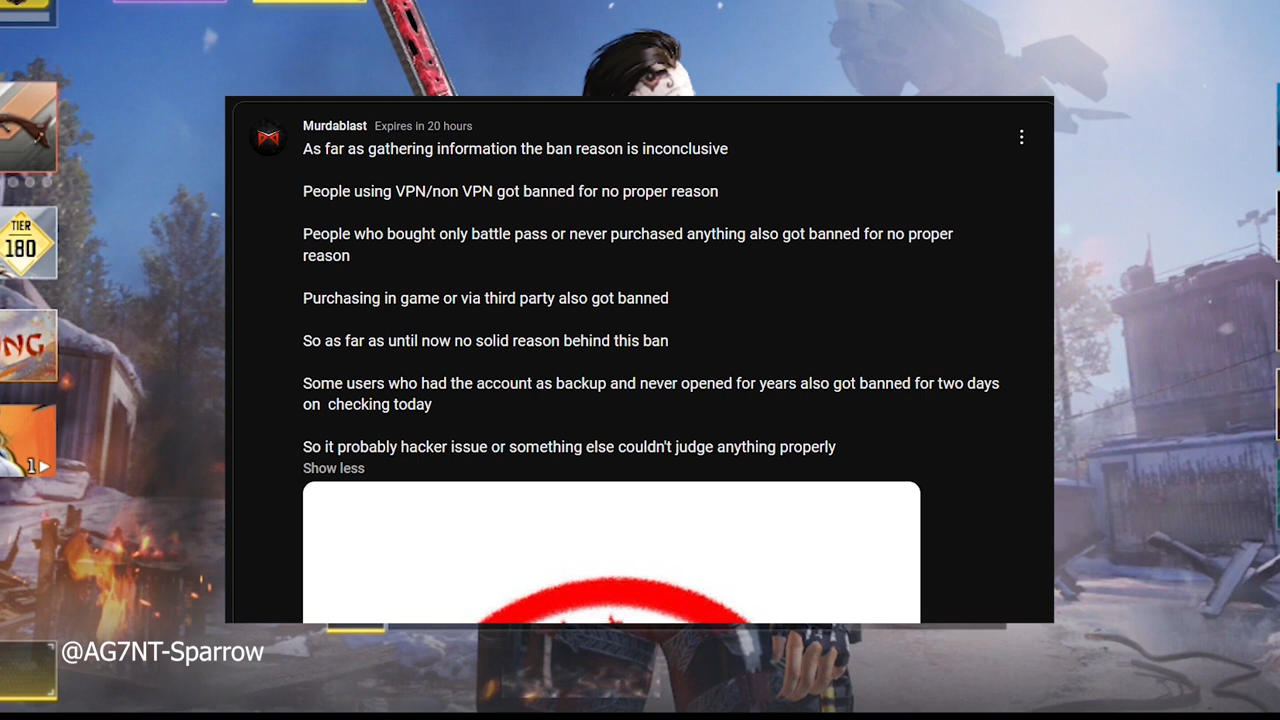 Murdablast Expires in 20 hours
As far as gathering information the ban reason is inconclusive
People using VPN/non VPN got banned for no proper reason
People who bought only battle pass or never purchased anything also got banned for no proper
reason
Purchasing in game or via third party also got banned
So as far as until now no solid reason behind this ban
Some users who had the account as backup and never opened for years also got banned for two days
on checking today
So it probably hacker issue or something else couldn't judge anything properly
Show less
TIER
180
NG
1
@AG7NT-Sparrow